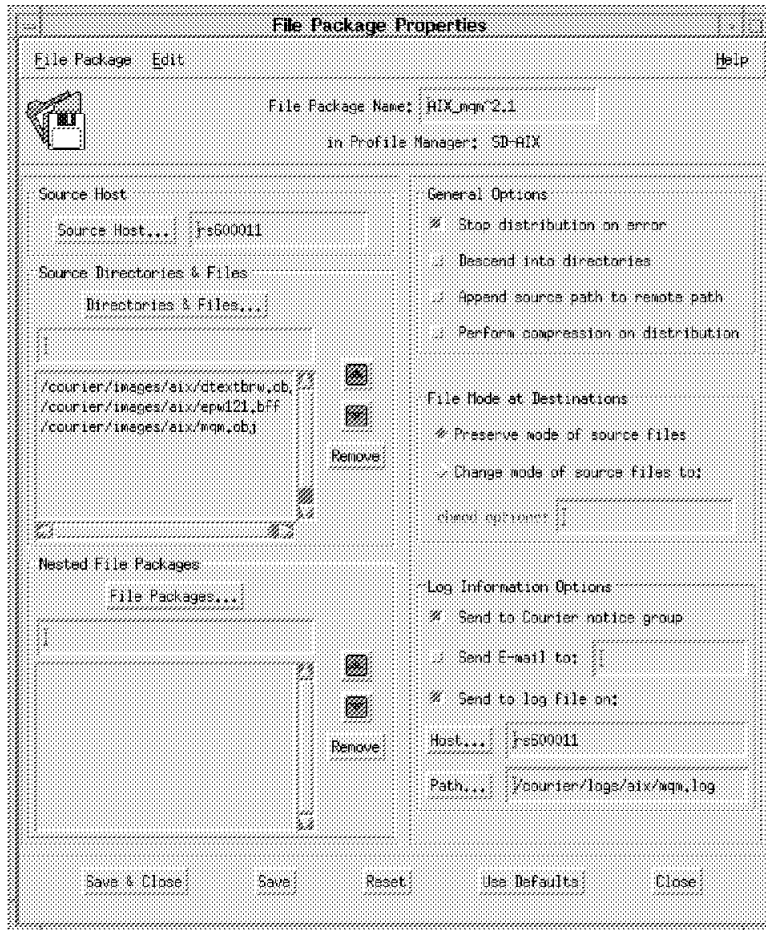 File Package Properties
File Package Edit Help
File Package Name: AIX_mqm^2.1
in Profile Manager: SD-AIX
Source Host
Source Host... rs600011
Source Directories & Files
Directories & Files...
/courier/images/aix/dtextbrw.ob
/courier/images/aix/epw121.bff
/courier/images/aix/mqm.obj
Remove
Nested File Packages
File Packages...
Remove
General Options
Stop distribution on error
Descend into directories
Append source path to remote path
Perform compression on distribution
File Mode at Destinations
Preserve mode of source files
Change mode of source files to:
chmod options:
Log Information Options
Send to Courier notice group
Send E-mail to:
Send to log file on:
Host... rs600011
Path... /courier/logs/aix/mqm.log
Save & Close Save Reset Use Defaults Close